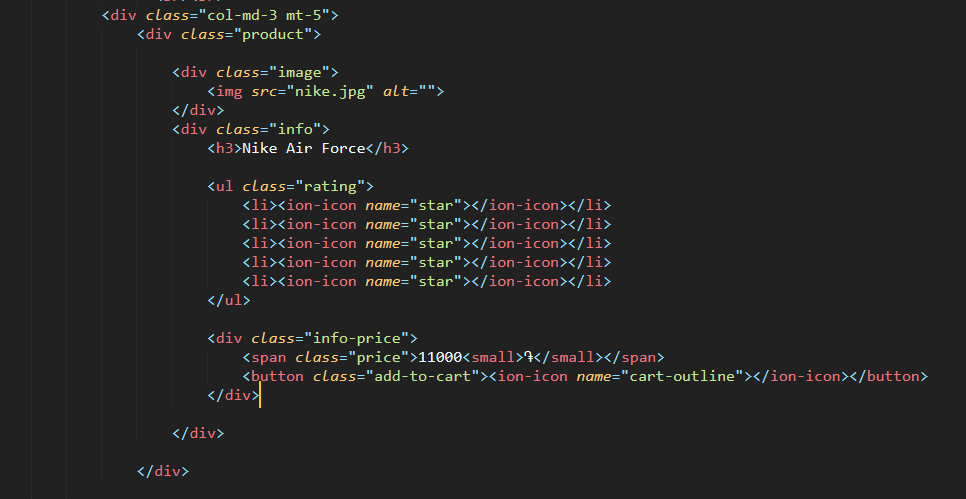 <div class="col-md-3 mt-5">
<div class="product">
<div class="image">
<img src="nike.jpg" alt="">
</div>
<div class="info">
<h3>Nike Air Force</h3>
<ul class="rating">
<li><ion-icon name="star"></ion-icon></li>
<li><ion-icon name="star"></ion-icon></li>
<li><ion-icon name="star"></ion-icon></li>
<li><ion-icon name="star"></ion-icon></li>
<li><ion-icon name="star"></ion-icon></li>
</ul>
<div class="info-price">
<span class="price">11000<small>֏</small></span>
<button class="add-to-cart"><ion-icon name="cart-outline"></ion-icon></button>
</div>
</div>
</div>